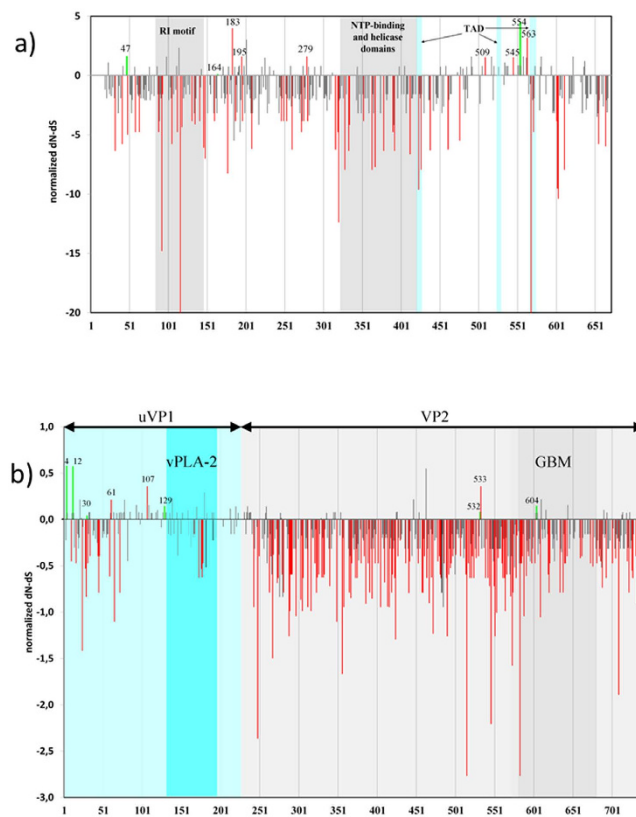 a)
normalized dN-dS
5
0
-5
-10
-15
-20
RI motif
NTP-binding
and helicase
domains
TAD
47
164
183
195
279
509
545
554
563
1 51 101 151 201 251 301 351 401 451 501 551 601 651
b)
uVP1 VP2
vPLA-2
GBM
normalized dN-dS
1,0
0,5
0,0
-0,5
-1,0
-1,5
-2,0
-2,5
-3,0
4
12
30
61
107
129
532
533
604
1 51 101 151 201 251 301 351 401 451 501 551 601 651 701